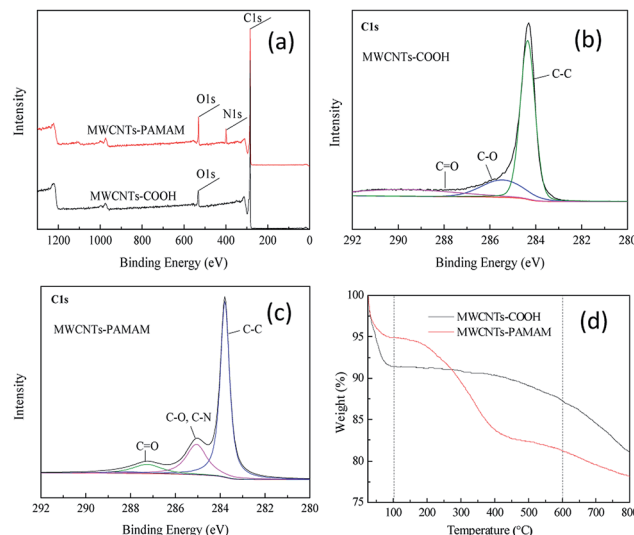 C1s
(a)
O1s
N1s
MWCNTs-PAMAM
O1s
MWCNTs-COOH
Intensity
1200 1000 800 600 400 200 0
Binding Energy (eV)
C1s
(b)
MWCNTs-COOH
C-C
C=O
C-O
Intensity
292 290 288 286 284 282 280
Binding Energy (eV)
C1s
(c)
MWCNTs-PAMAM
C-C
C-O, C-N
C=O
Intensity
292 290 288 286 284 282 280
Binding Energy (eV)
100
95
90
85
80
75
Weight (%)
MWCNTs-COOH
MWCNTs-PAMAM
(d)
100 200 300 400 500 600 700 800
Temperature (°C)